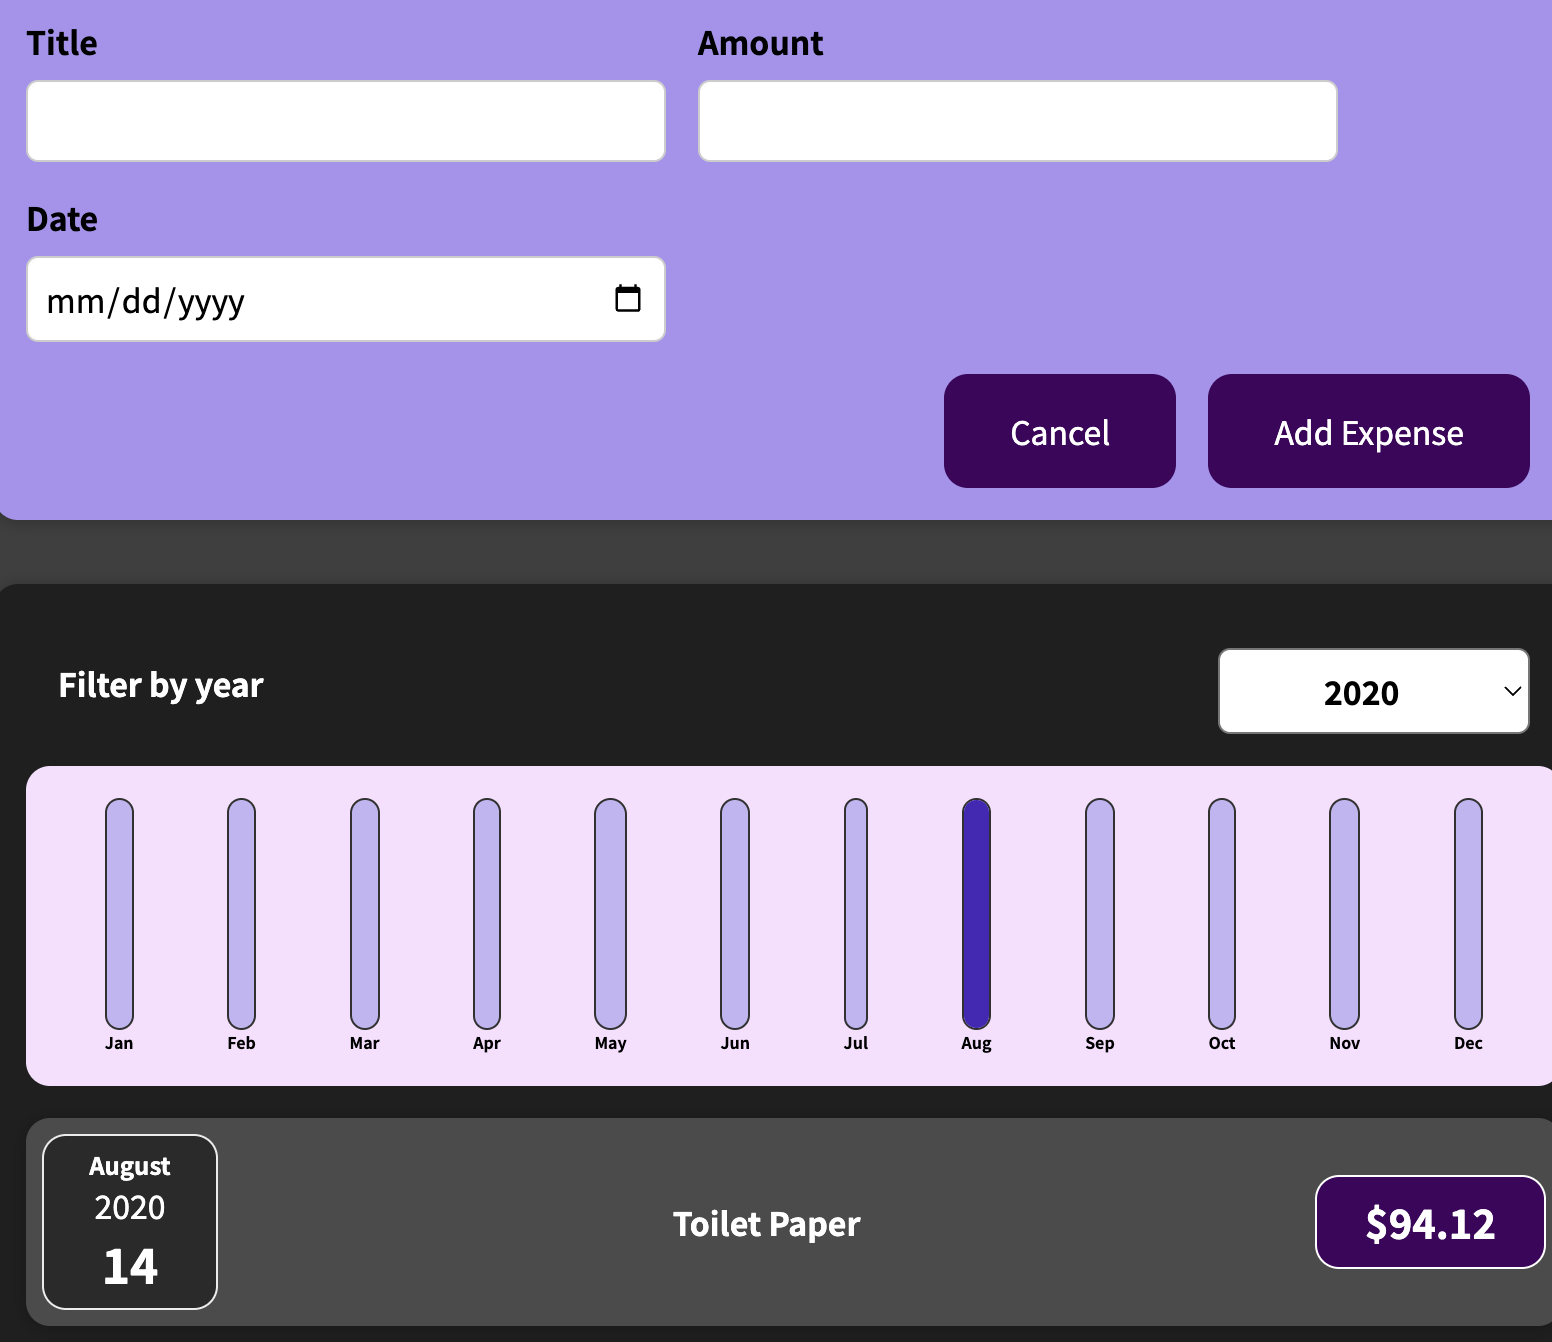 Title
Amount
Date
mm/dd/yyyy
Cancel
Add Expense
Filter by year
2020
Jan
Feb
Mar
Apr
May
Jun
Jul
Aug
Sep
Oct
Nov
Dec
August
2020
14
Toilet Paper
$94.12